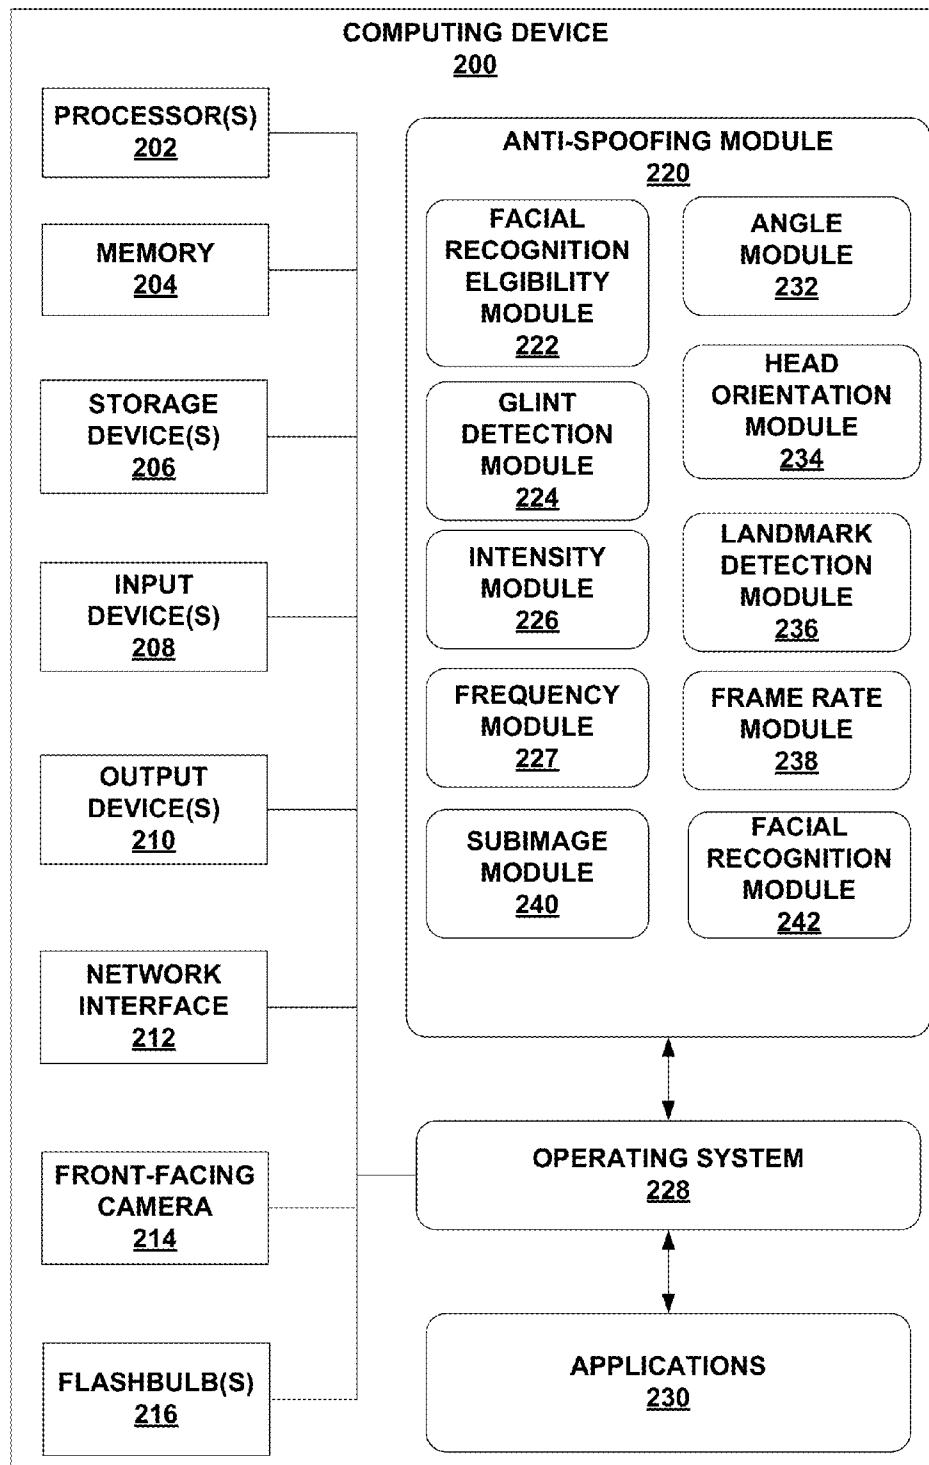 COMPUTING DEVICE
200
PROCESSOR(S)
202
MEMORY
204
STORAGE
DEVICE(S)
206
INPUT
DEVICE(S)
208
OUTPUT
DEVICE(S)
210
NETWORK
INTERFACE
212
FRONT-FACING
CAMERA
214
FLASHBULB(S)
216
ANTI-SPOOFING MODULE
220
FACIAL
RECOGNITION
ELGIBILITY
MODULE
222
GLINT
DETECTION
MODULE
224
INTENSITY
MODULE
226
FREQUENCY
MODULE
227
SUBIMAGE
MODULE
240
ANGLE
MODULE
232
HEAD
ORIENTATION
MODULE
234
LANDMARK
DETECTION
MODULE
236
FRAME RATE
MODULE
238
FACIAL
RECOGNITION
MODULE
242
OPERATING SYSTEM
228
APPLICATIONS
230